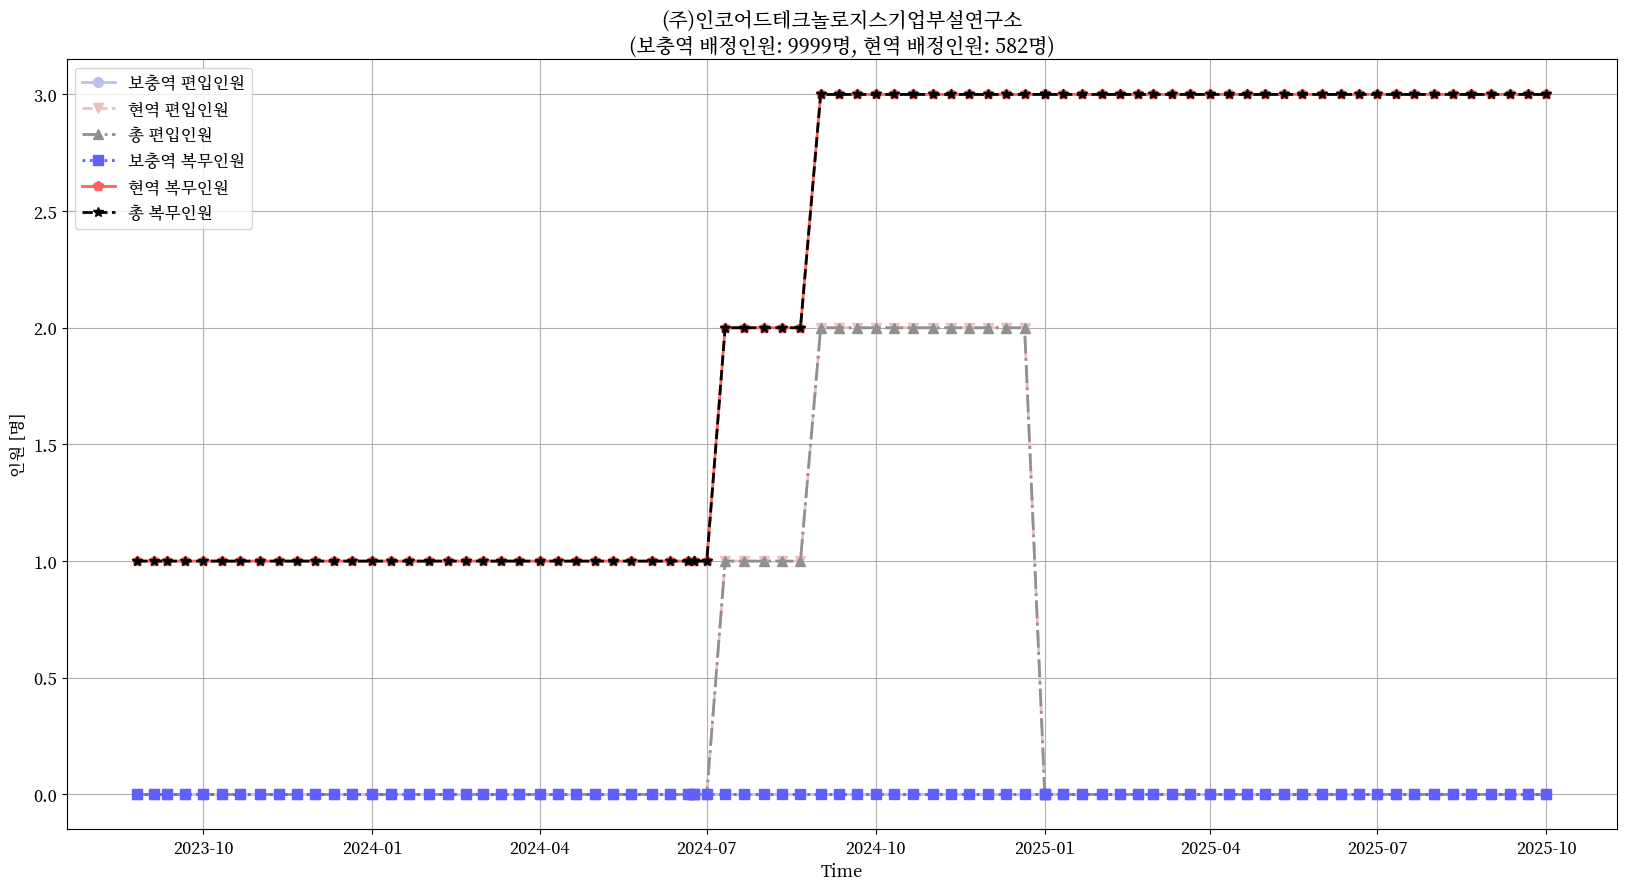 (주)인코어드테크놀로지스기업부설연구소
(보충역 배정인원: 9999명, 현역 배정인원: 582명)
보충역 편입인원
현역 편입인원
총 편입인원
보충역 복무인원
현역 복무인원
총 복무인원
인원 [명]
3.0
2.5
2.0
1.5
1.0
0.5
0.0
2023-10
2024-01
2024-04
2024-07
2024-10
2025-01
2025-04
2025-07
2025-10
Time